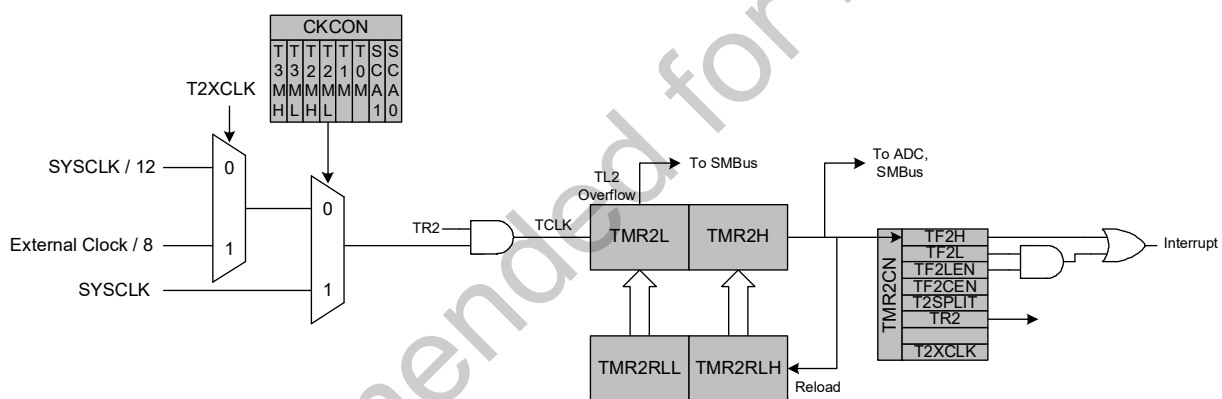 CKCON
T3MH
T3ML
T2MH
T2ML
T1M
T0M
SCA1
SCA0
T2XCLK
SYSCLK / 12
0
External Clock / 8
1
SYSCLK
0
1
TR2
TCLK
TL2
Overflow
To SMBus
TMR2L
TMR2H
To ADC,
SMBus
TMR2RLL
TMR2RLH
Reload
TMR2CN
TF2H
TF2L
TF2LEN
TF2CEN
T2SPLIT
TR2
T2XCLK
Interrupt
mended for